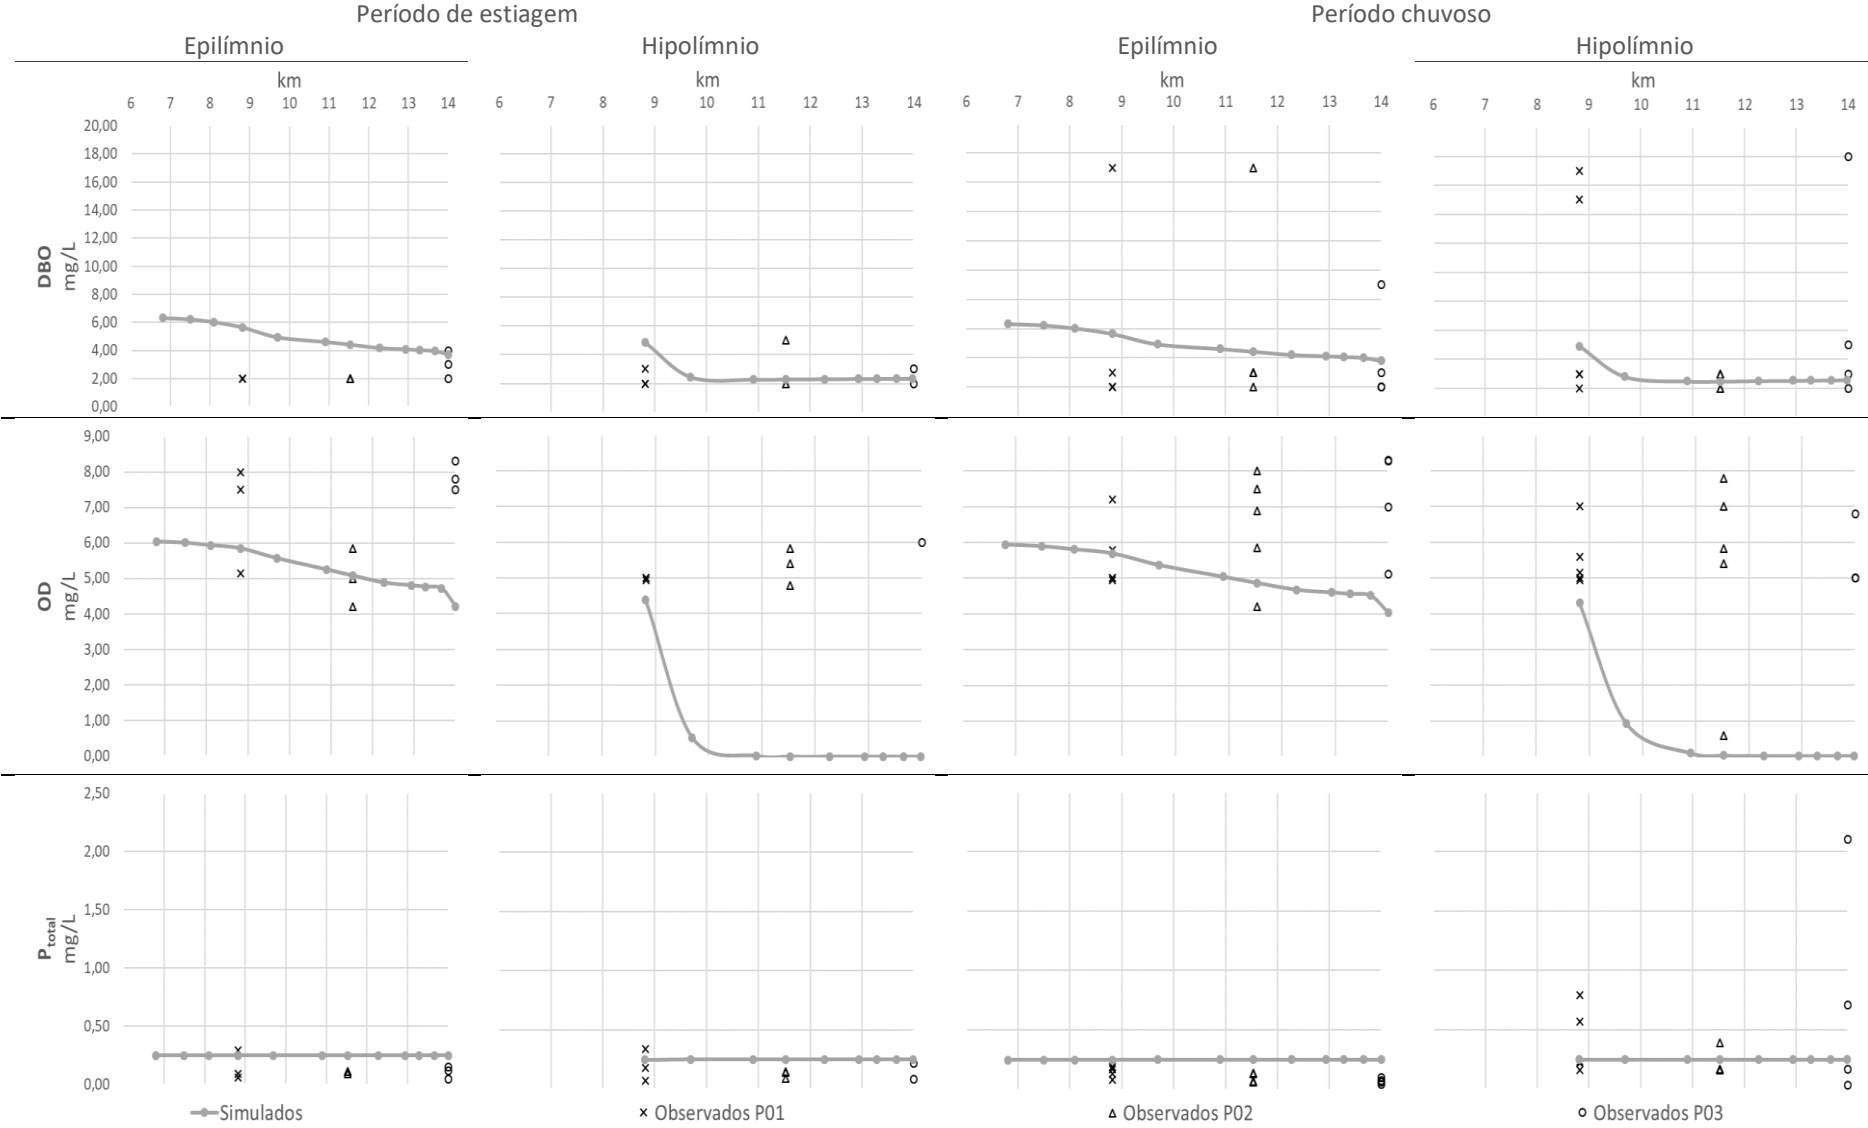 Período de estiagem Período chuvoso
Epilímnio Hipolímnio Epilímnio Hipolímnio
km km km km
6 7 8 9 10 11 12 13 14 6 7 8 9 10 11 12 13 14 6 7 8 9 10 11 12 13 14 6 7 8 9 10 11 12 13 14
DBO
mg/L
20,00
18,00
16,00
14,00
12,00
10,00
8,00
6,00
4,00
2,00
0,00
OD
mg/L
9,00
8,00
7,00
6,00
5,00
4,00
3,00
2,00
1,00
0,00
Ptotal
mg/L
2,50
2,00
1,50
1,00
0,50
0,00
Simulados Observados P01 Observados P02 Observados P03